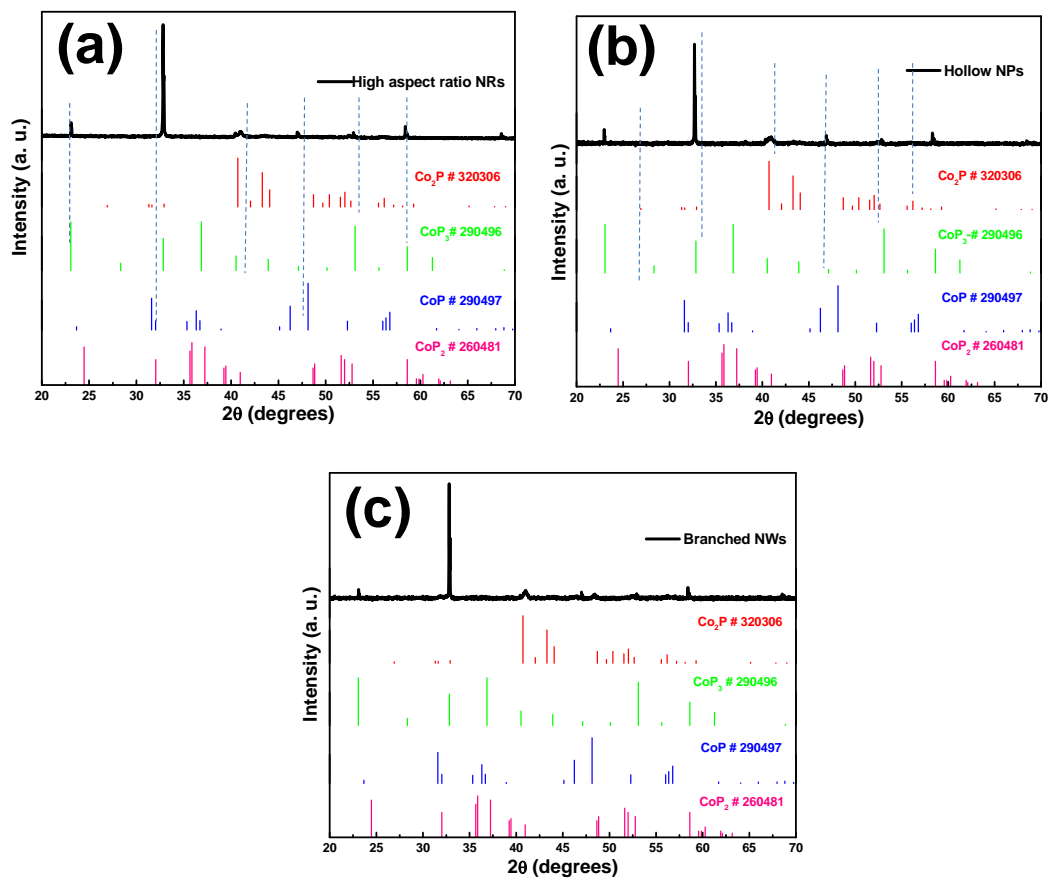 (a)
High aspect ratio NRs
Intensity (a. u.)
Co₂P # 320306
CoP₃# 290496
CoP # 290497
CoP₂ # 260481
20 25 30 35 40 45 50 55 60 65 70
2θ (degrees)
(b)
Hollow NPs
Intensity (a. u.)
Co₂P # 320306
CoP₃-# 290496
CoP # 290497
CoP₂ # 260481
20 25 30 35 40 45 50 55 60 65 70
2θ (degrees)
(c)
Branched NWs
Intensity (a. u.)
Co₂P # 320306
CoP₃ # 290496
CoP # 290497
CoP₂ # 260481
20 25 30 35 40 45 50 55 60 65 70
2θ (degrees)